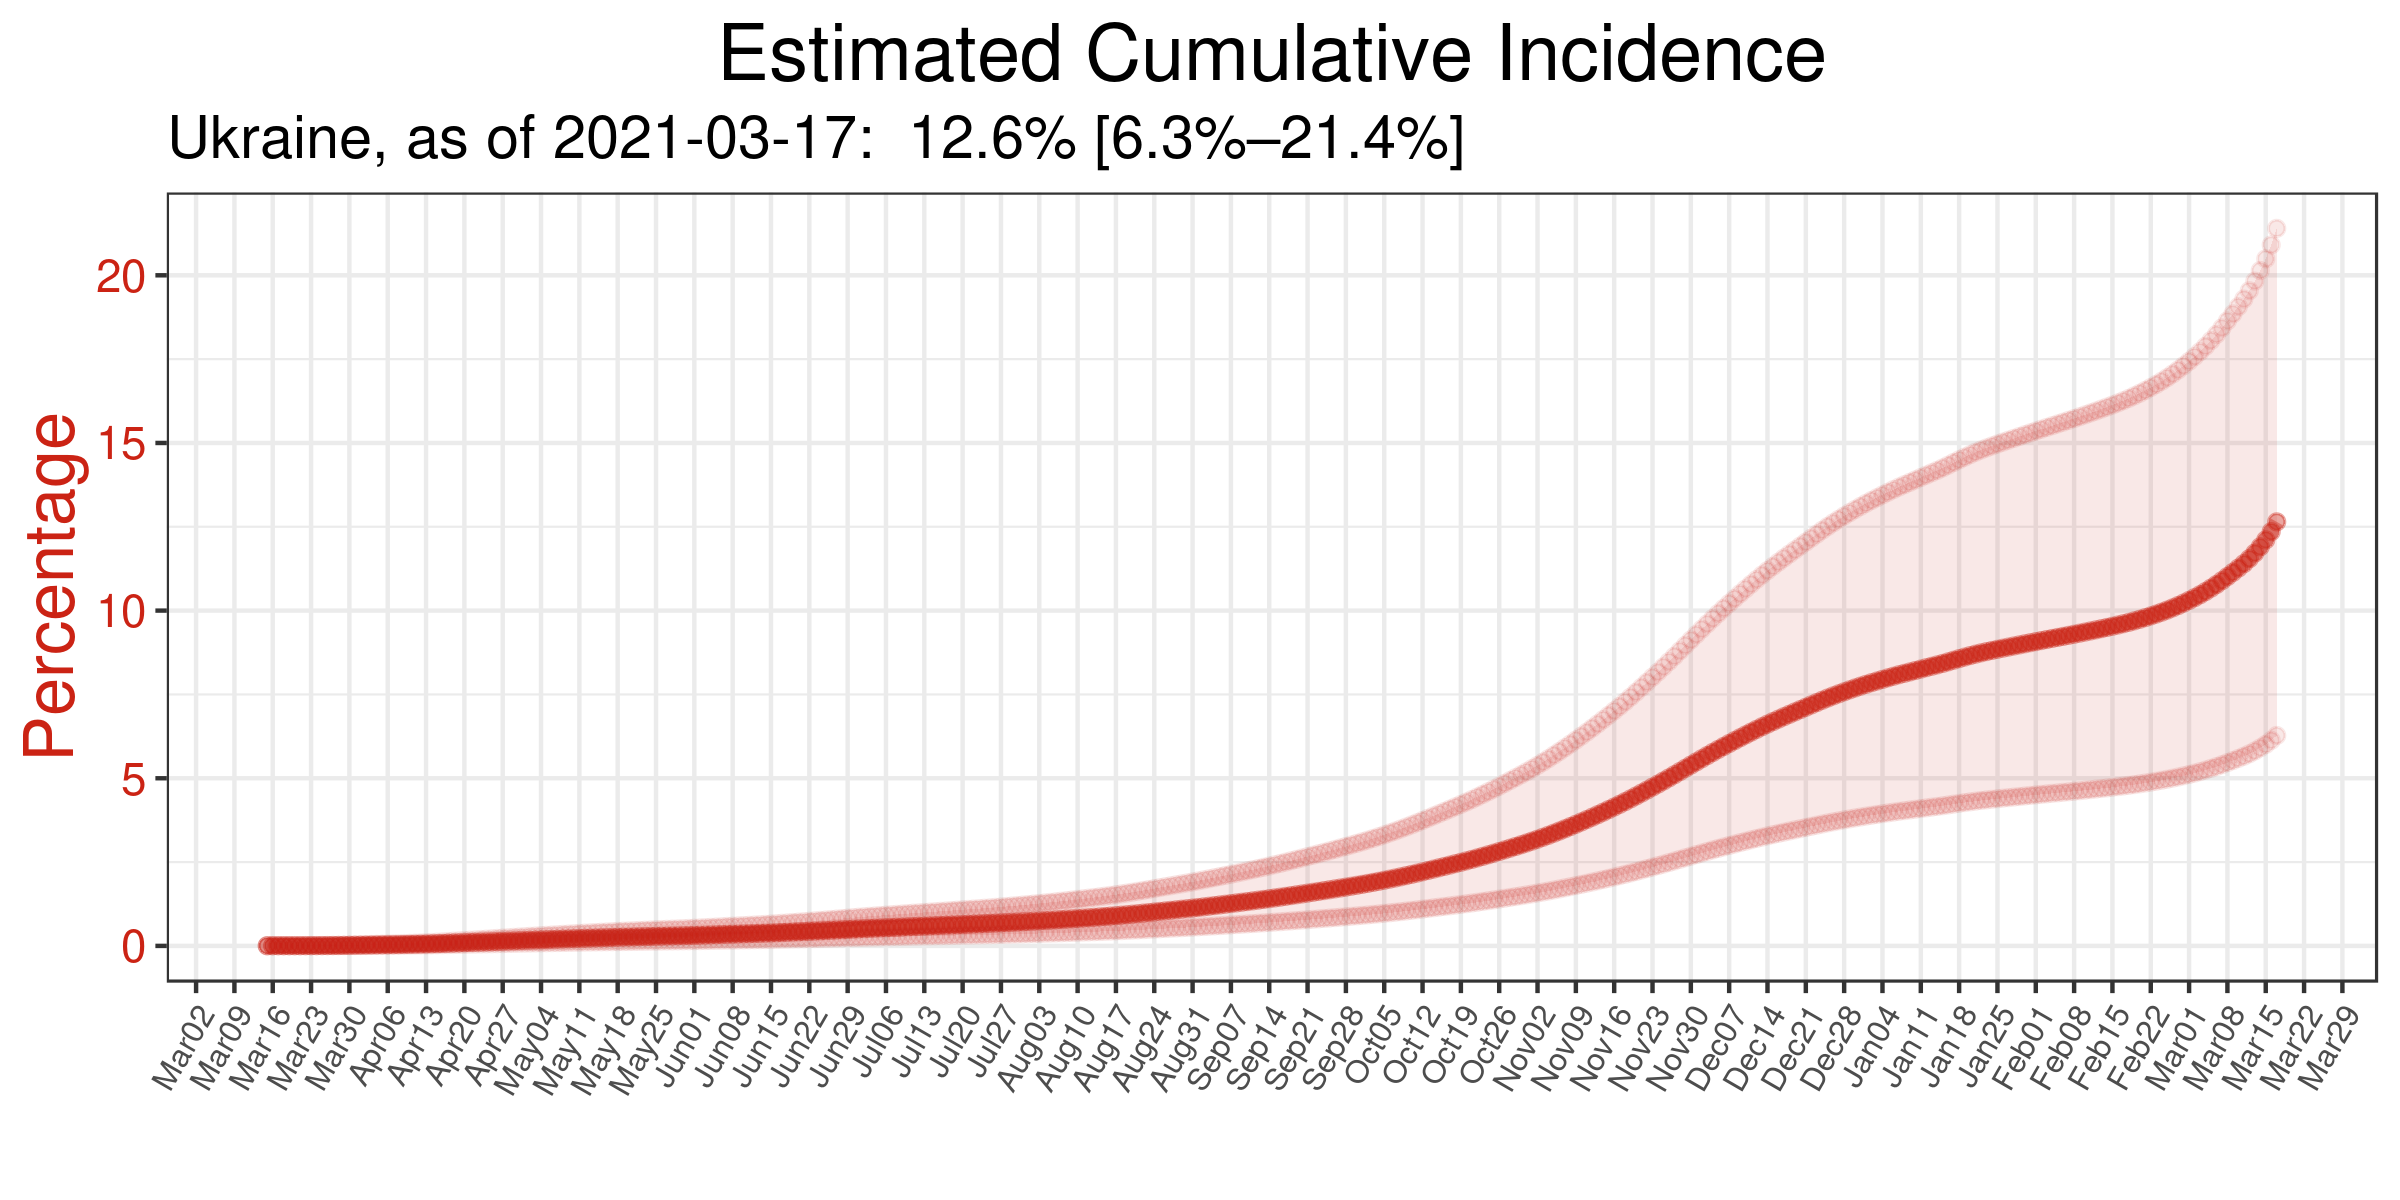 Estimated Cumulative Incidence
Ukraine, as of 2021-03-17:  12.6% [6.3%–21.4%]
Percentage
20
15
10
5
0
Mar02
Mar09
Mar16
Mar23
Mar30
Apr06
Apr13
Apr20
Apr27
May04
May11
May18
May25
Jun01
Jun08
Jun15
Jun22
Jun29
Jul06
Jul13
Jul20
Jul27
Aug03
Aug10
Aug17
Aug24
Aug31
Sep07
Sep14
Sep21
Sep28
Oct05
Oct12
Oct19
Oct26
Nov02
Nov09
Nov16
Nov23
Nov30
Dec07
Dec14
Dec21
Dec28
Jan04
Jan11
Jan18
Jan25
Feb01
Feb08
Feb15
Feb22
Mar01
Mar08
Mar15
Mar22
Mar29